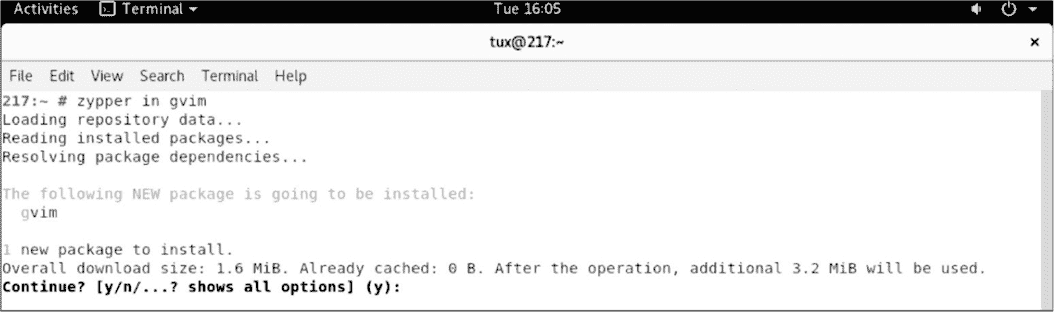 Activities Terminal Tue 16:05
tux@217:~ ×
File Edit View Search Terminal Help
217:~ # zypper in gvim
Loading repository data...
Reading installed packages...
Resolving package dependencies...
The following NEW package is going to be installed:
gvim
1 new package to install.
Overall download size: 1.6 MiB. Already cached: 0 B. After the operation, additional 3.2 MiB will be used.
Continue? [y/n/...? shows all options] (y):